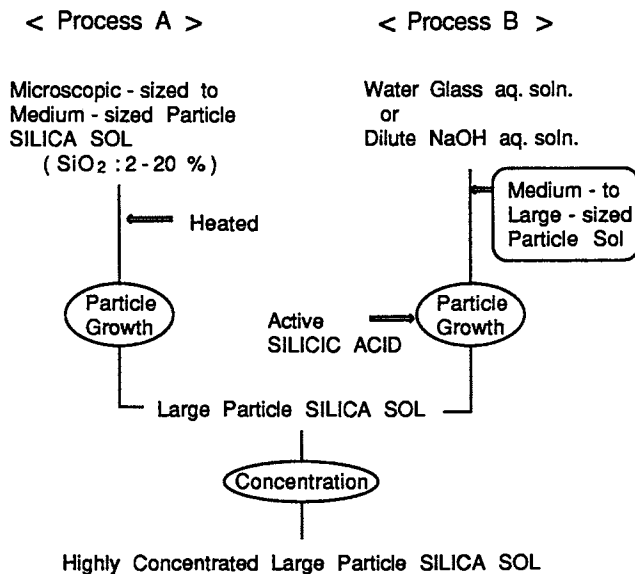 < Process A >
< Process B >
Microscopic - sized to
Medium - sized Particle
SILICA SOL
( SiO2 : 2 - 20 % )
Water Glass aq. soln.
or
Dilute NaOH aq. soln.
Heated
Medium - to
Large - sized
Particle Sol
Particle
Growth
Active
SILICIC ACID
Particle
Growth
Large Particle SILICA SOL
Concentration
Highly Concentrated Large Particle SILICA SOL